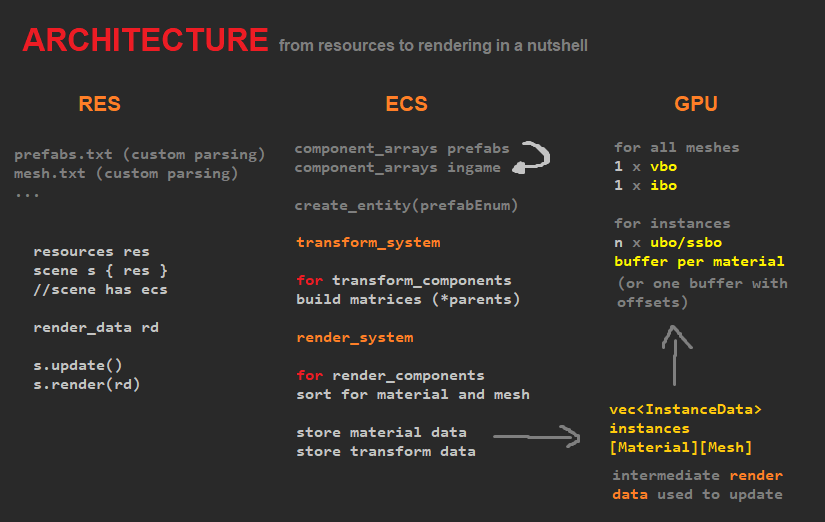 ARCHITECTURE from resources to rendering in a nutshell
RES
prefabs.txt (custom parsing)
mesh.txt (custom parsing)
...
resources res
scene s { res }
//scene has ecs
render_data rd
s.update()
s.render(rd)
ECS
component_arrays prefabs
component_arrays ingame
create_entity(prefabEnum)
transform_system
for transform_components
build matrices (*parents)
render_system
for render_components
sort for material and mesh
store material data
store transform data
GPU
for all meshes
1 x vbo
1 x ibo
for instances
n x ubo/ssbo
buffer per material
(or one buffer with
offsets)
vec<InstanceData>
instances
[Material][Mesh]
intermediate render
data used to update